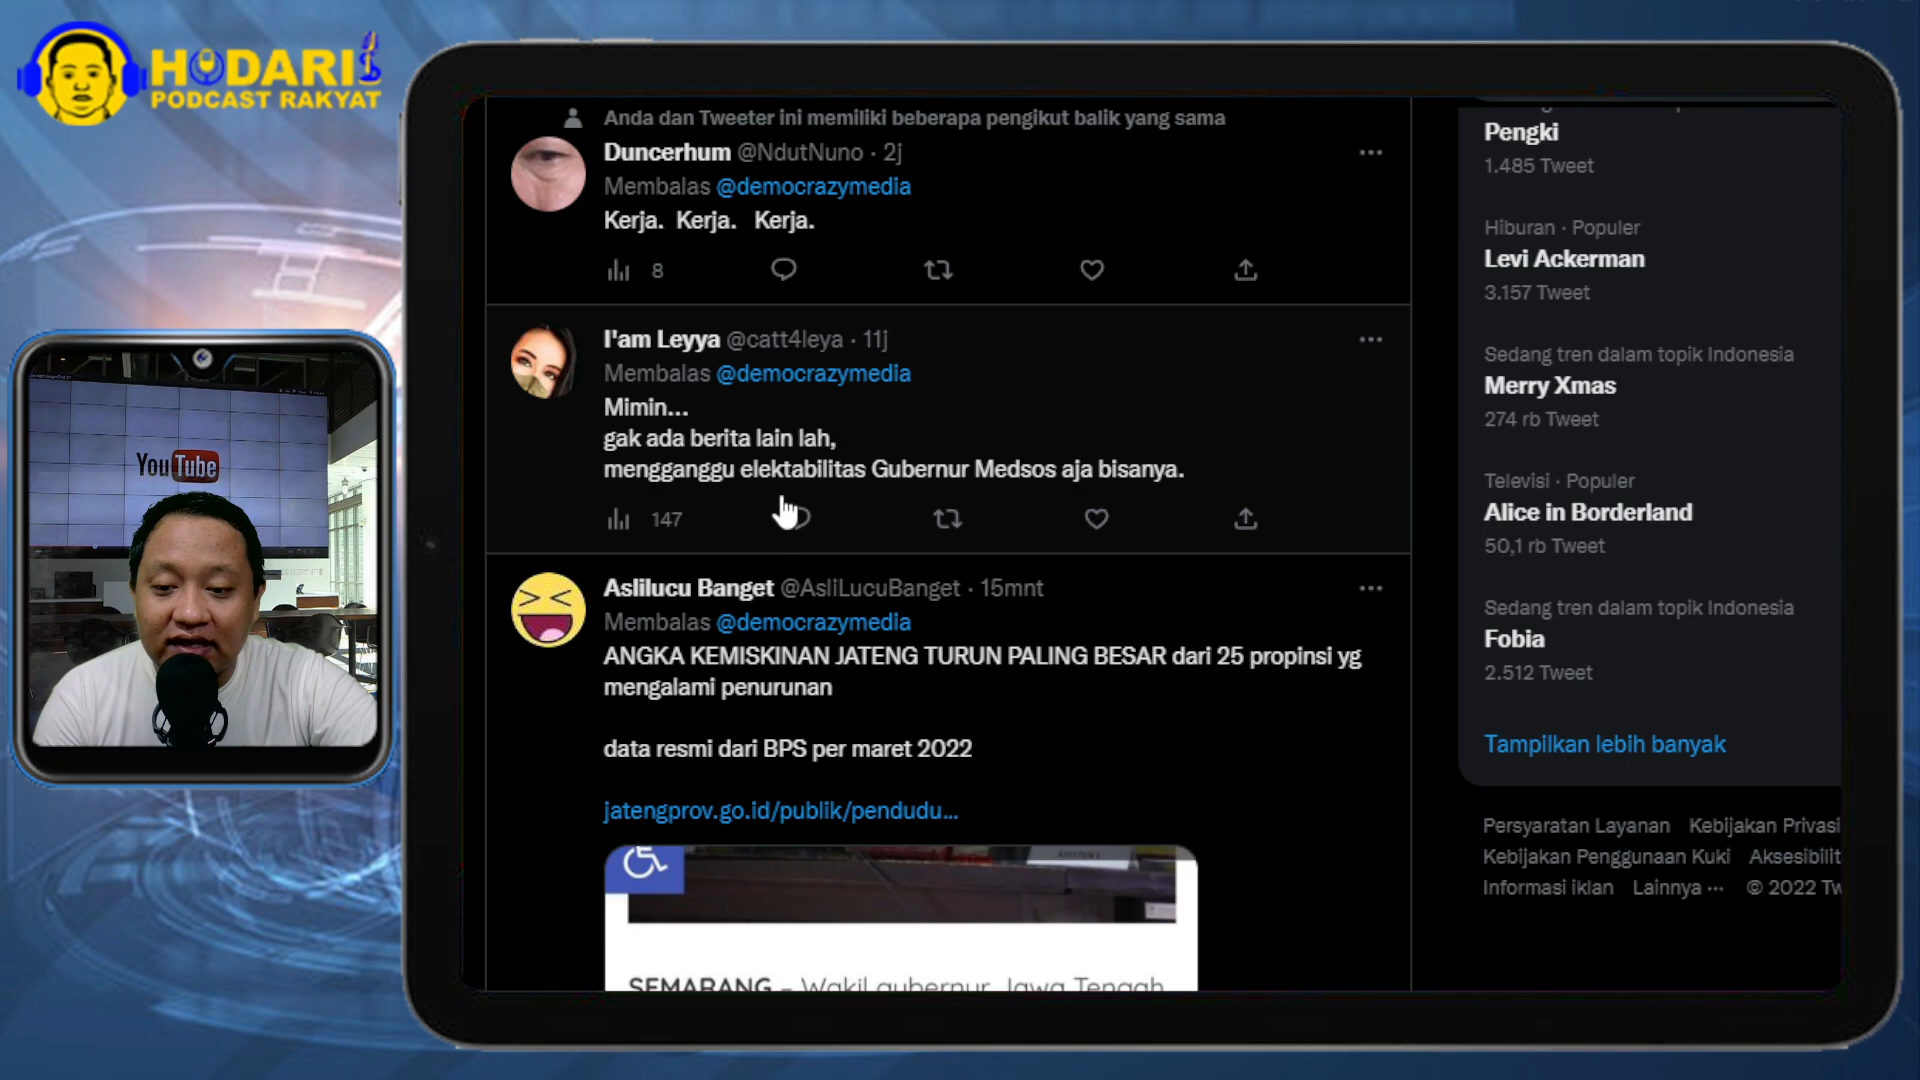 HODARI
PODCAST RAKYAT
YouTube
Anda dan Tweeter ini memiliki beberapa pengikut balik yang sama
Duncerhum @NdutNuno · 2j
Membalas @democrazymedia
Kerja. Kerja. Kerja.
8
I'am Leyya @catt4leya · 11j
Membalas @democrazymedia
Mimin...
gak ada berita lain lah,
mengganggu elektabilitas Gubernur Medsos aja bisanya.
147
Aslilucu Banget @AsliLucuBanget · 15mnt
Membalas @democrazymedia
ANGKA KEMISKINAN JATENG TURUN PALING BESAR dari 25 propinsi yg
mengalami penurunan
data resmi dari BPS per maret 2022
jatengprov.go.id/publik/pendudu...
SEMARANG – Wakil gubernur Jawa Tengah
Pengki
1.485 Tweet
Hiburan · Populer
Levi Ackerman
3.157 Tweet
Sedang tren dalam topik Indonesia
Merry Xmas
274 rb Tweet
Televisi · Populer
Alice in Borderland
50,1 rb Tweet
Sedang tren dalam topik Indonesia
Fobia
2.512 Tweet
Tampilkan lebih banyak
Persyaratan Layanan Kebijakan Privasi
Kebijakan Penggunaan Kuki Aksesibilit
Informasi iklan Lainnya ··· © 2022 Tw